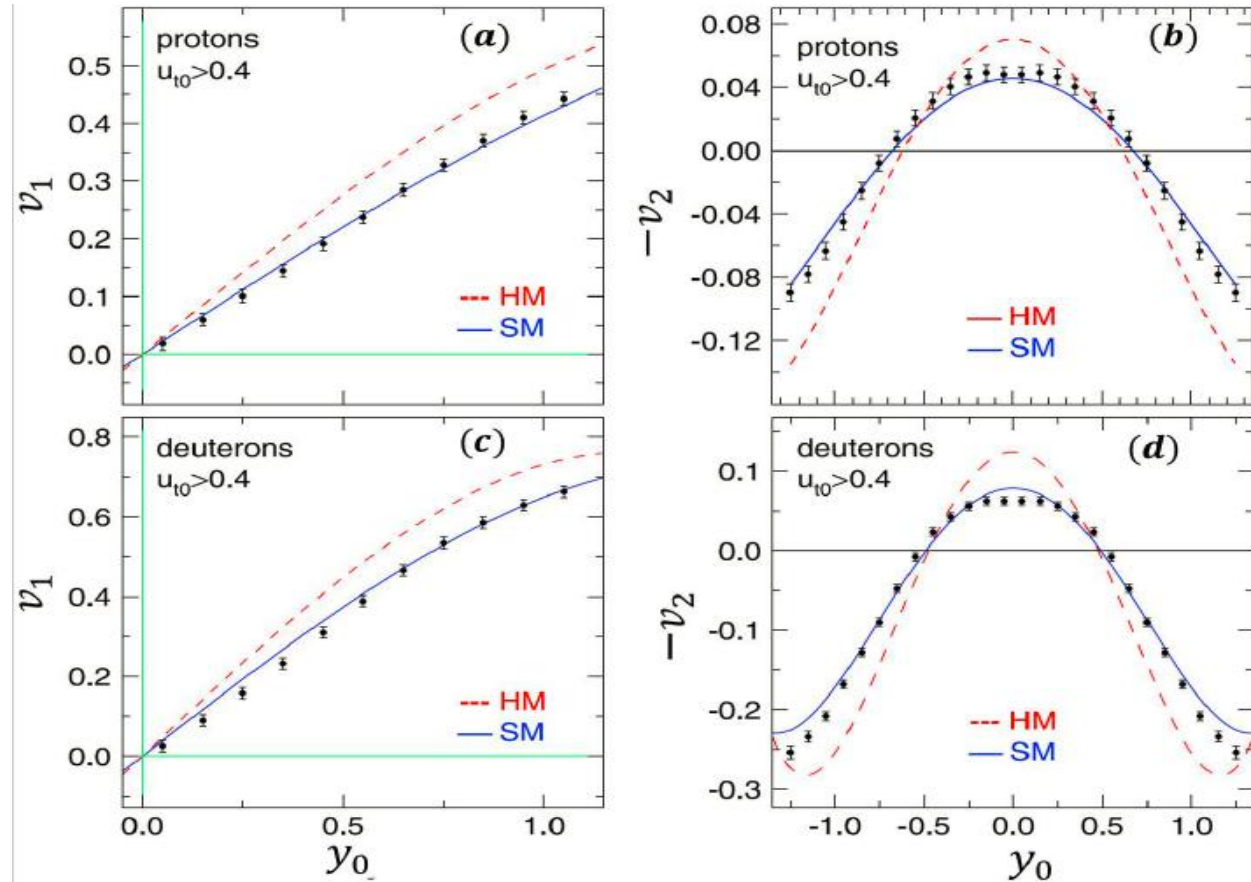 (a)
protons
u_t0>0.4
v_1
0.5
0.4
0.3
0.2
0.1
0.0
HM
SM
(b)
protons
u_t0>0.4
−v_2
0.08
0.04
0.00
-0.04
-0.08
-0.12
HM
SM
(c)
deuterons
u_t0>0.4
v_1
0.8
0.6
0.4
0.2
0.0
HM
SM
0.0 0.5 1.0
y_0
(d)
deuterons
u_t0>0.4
−v_2
0.1
0.0
-0.1
-0.2
-0.3
HM
SM
-1.0 -0.5 0.0 0.5 1.0
y_0